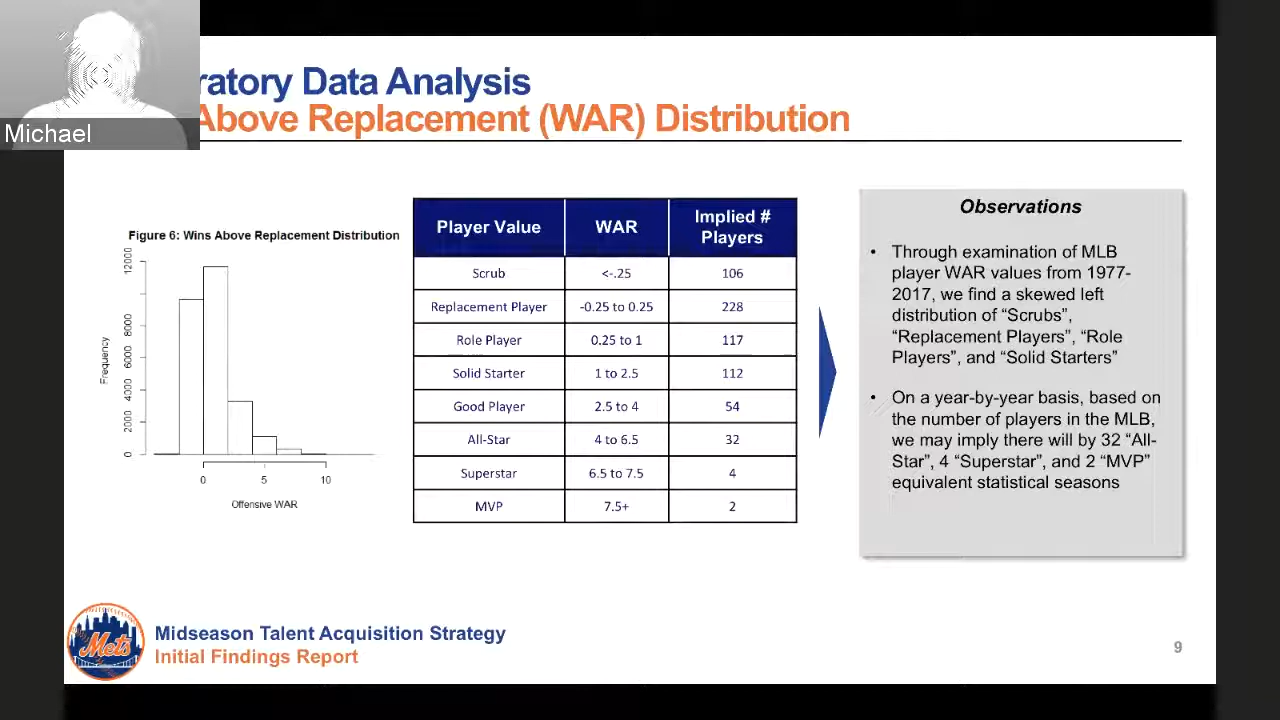 Michael
ratory Data Analysis
Above Replacement (WAR) Distribution
Figure 6: Wins Above Replacement Distribution
12000
8000
6000
4000
2000
0
Frequency
0 5 10
Offensive WAR
Player Value WAR Implied # Players
Scrub <-.25 106
Replacement Player -0.25 to 0.25 228
Role Player 0.25 to 1 117
Solid Starter 1 to 2.5 112
Good Player 2.5 to 4 54
All-Star 4 to 6.5 32
Superstar 6.5 to 7.5 4
MVP 7.5+ 2
Observations
• Through examination of MLB
player WAR values from 1977-
2017, we find a skewed left
distribution of “Scrubs”,
“Replacement Players”, “Role
Players”, and “Solid Starters”
• On a year-by-year basis, based on
the number of players in the MLB,
we may imply there will by 32 “All-
Star”, 4 “Superstar”, and 2 “MVP”
equivalent statistical seasons
Mets
Midseason Talent Acquisition Strategy
Initial Findings Report
9